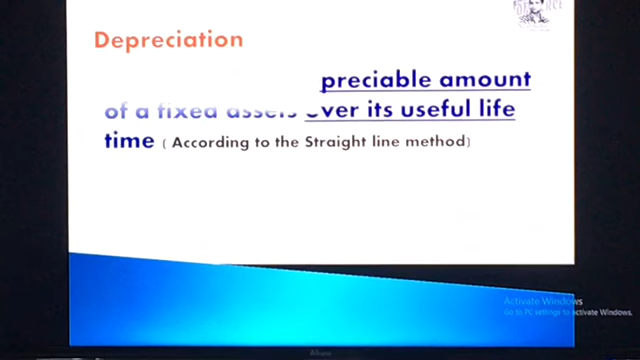 Depreciation
preciable amount
of a fixed assets over its useful life
time ( According to the Straight line method)
Activate Windows
Go to PC settings to activate Windows.